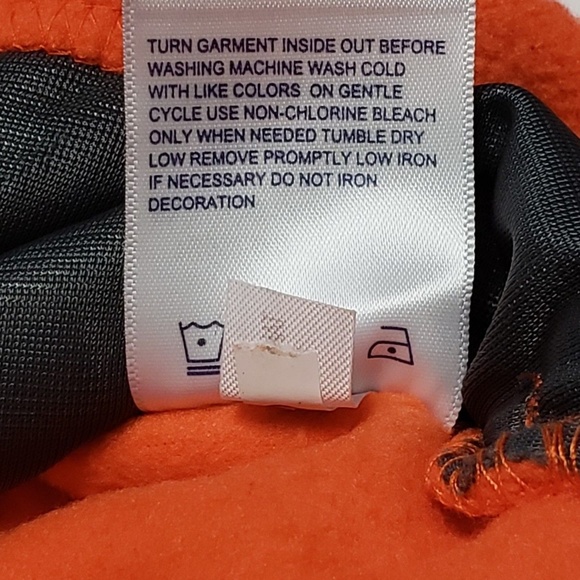 TURN GARMENT INSIDE OUT BEFORE
WASHING MACHINE WASH COLD
WITH LIKE COLORS ON GENTLE
CYCLE USE NON-CHLORINE BLEACH
ONLY WHEN NEEDED TUMBLE DRY
LOW REMOVE PROMPTLY LOW IRON
IF NECESSARY DO NOT IRON
DECORATION